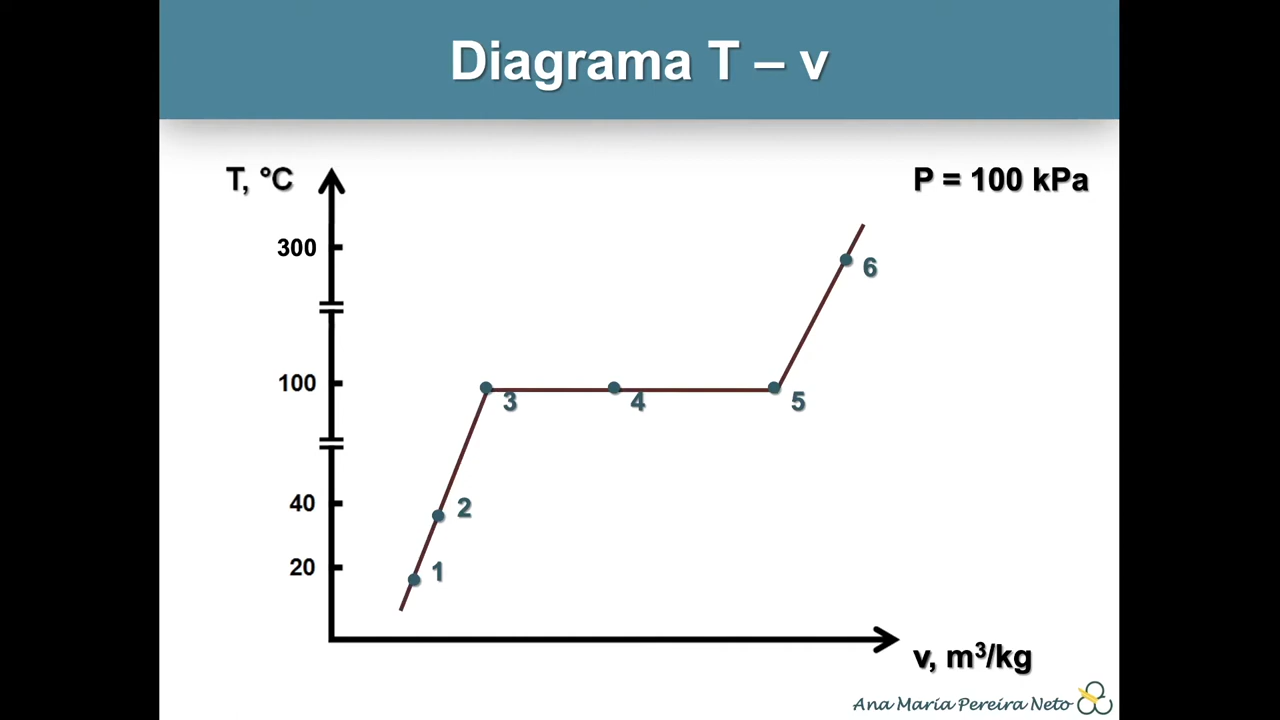 Diagrama T – v
T, °C
P = 100 kPa
300
6
100
3
4
5
40
2
20
1
v, m³/kg
Ana Maria Pereira Neto